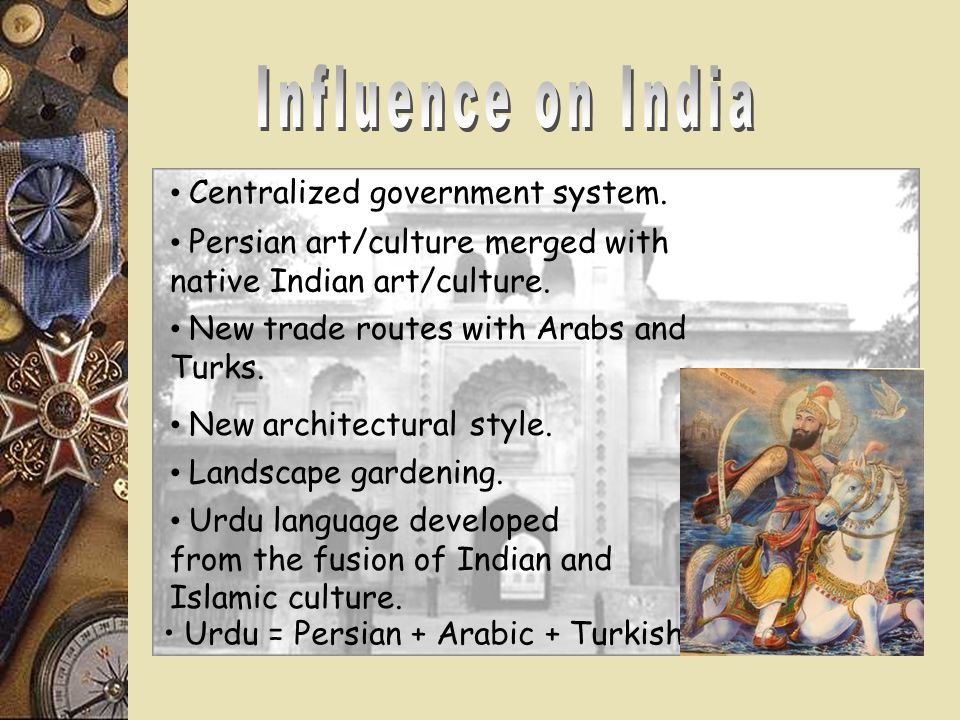 Influence on India
• Centralized government system.
• Persian art/culture merged with
native Indian art/culture.
• New trade routes with Arabs and
Turks.
• New architectural style.
• Landscape gardening.
• Urdu language developed
from the fusion of Indian and
Islamic culture.
• Urdu = Persian + Arabic + Turkish